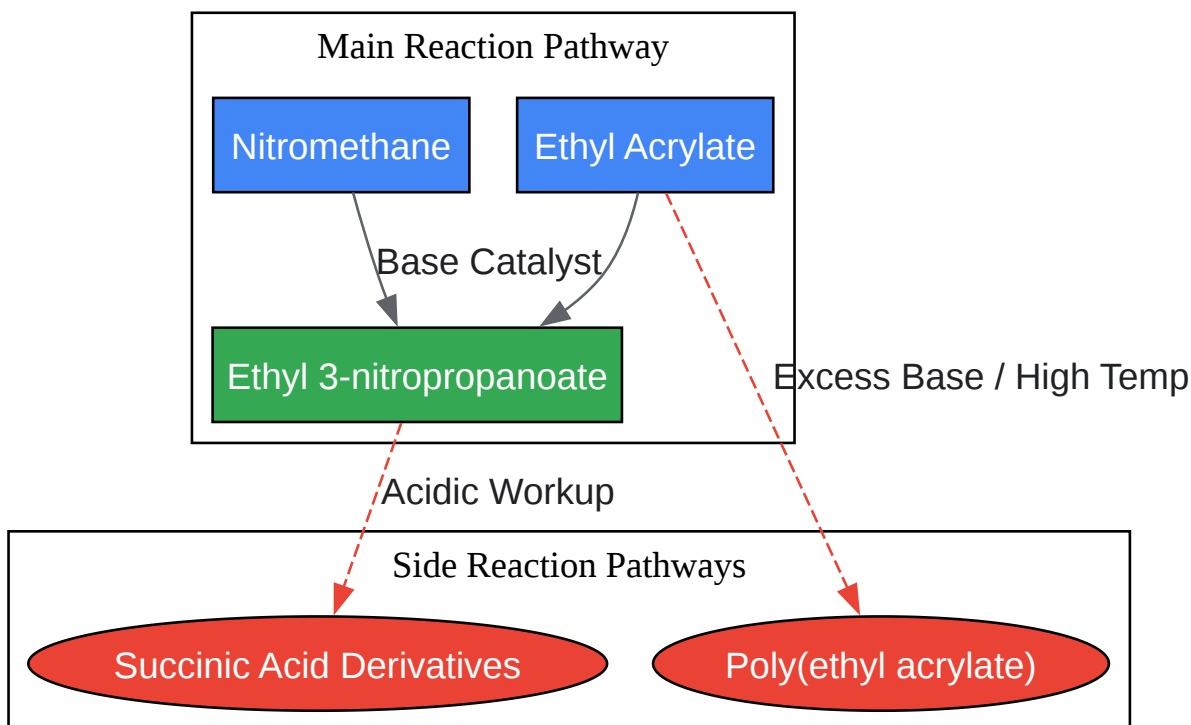 Main Reaction Pathway
Nitromethane
Ethyl Acrylate
Base Catalyst
Ethyl 3-nitropropanoate
Excess Base / High Temp
Acidic Workup
Side Reaction Pathways
Succinic Acid Derivatives
Poly(ethyl acrylate)